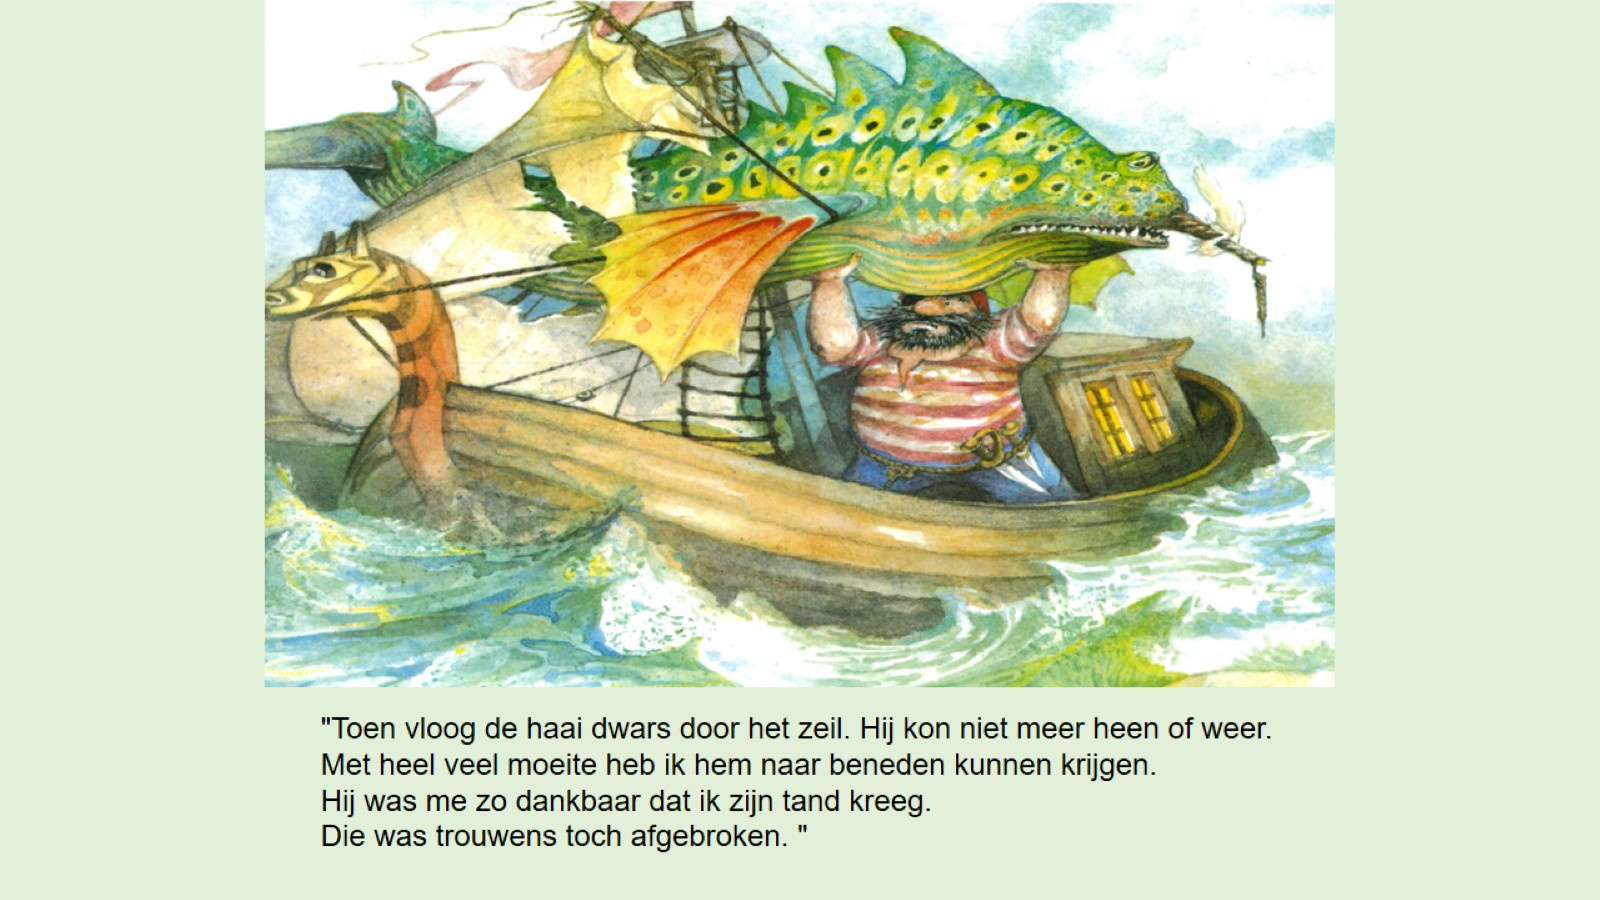 "Toen vloog de haai dwars door het zeil. Hij kon niet meer heen of weer.
Met heel veel moeite heb ik hem naar beneden kunnen krijgen.
Hij was me zo dankbaar dat ik zijn tand kreeg.
Die was trouwens toch afgebroken. "